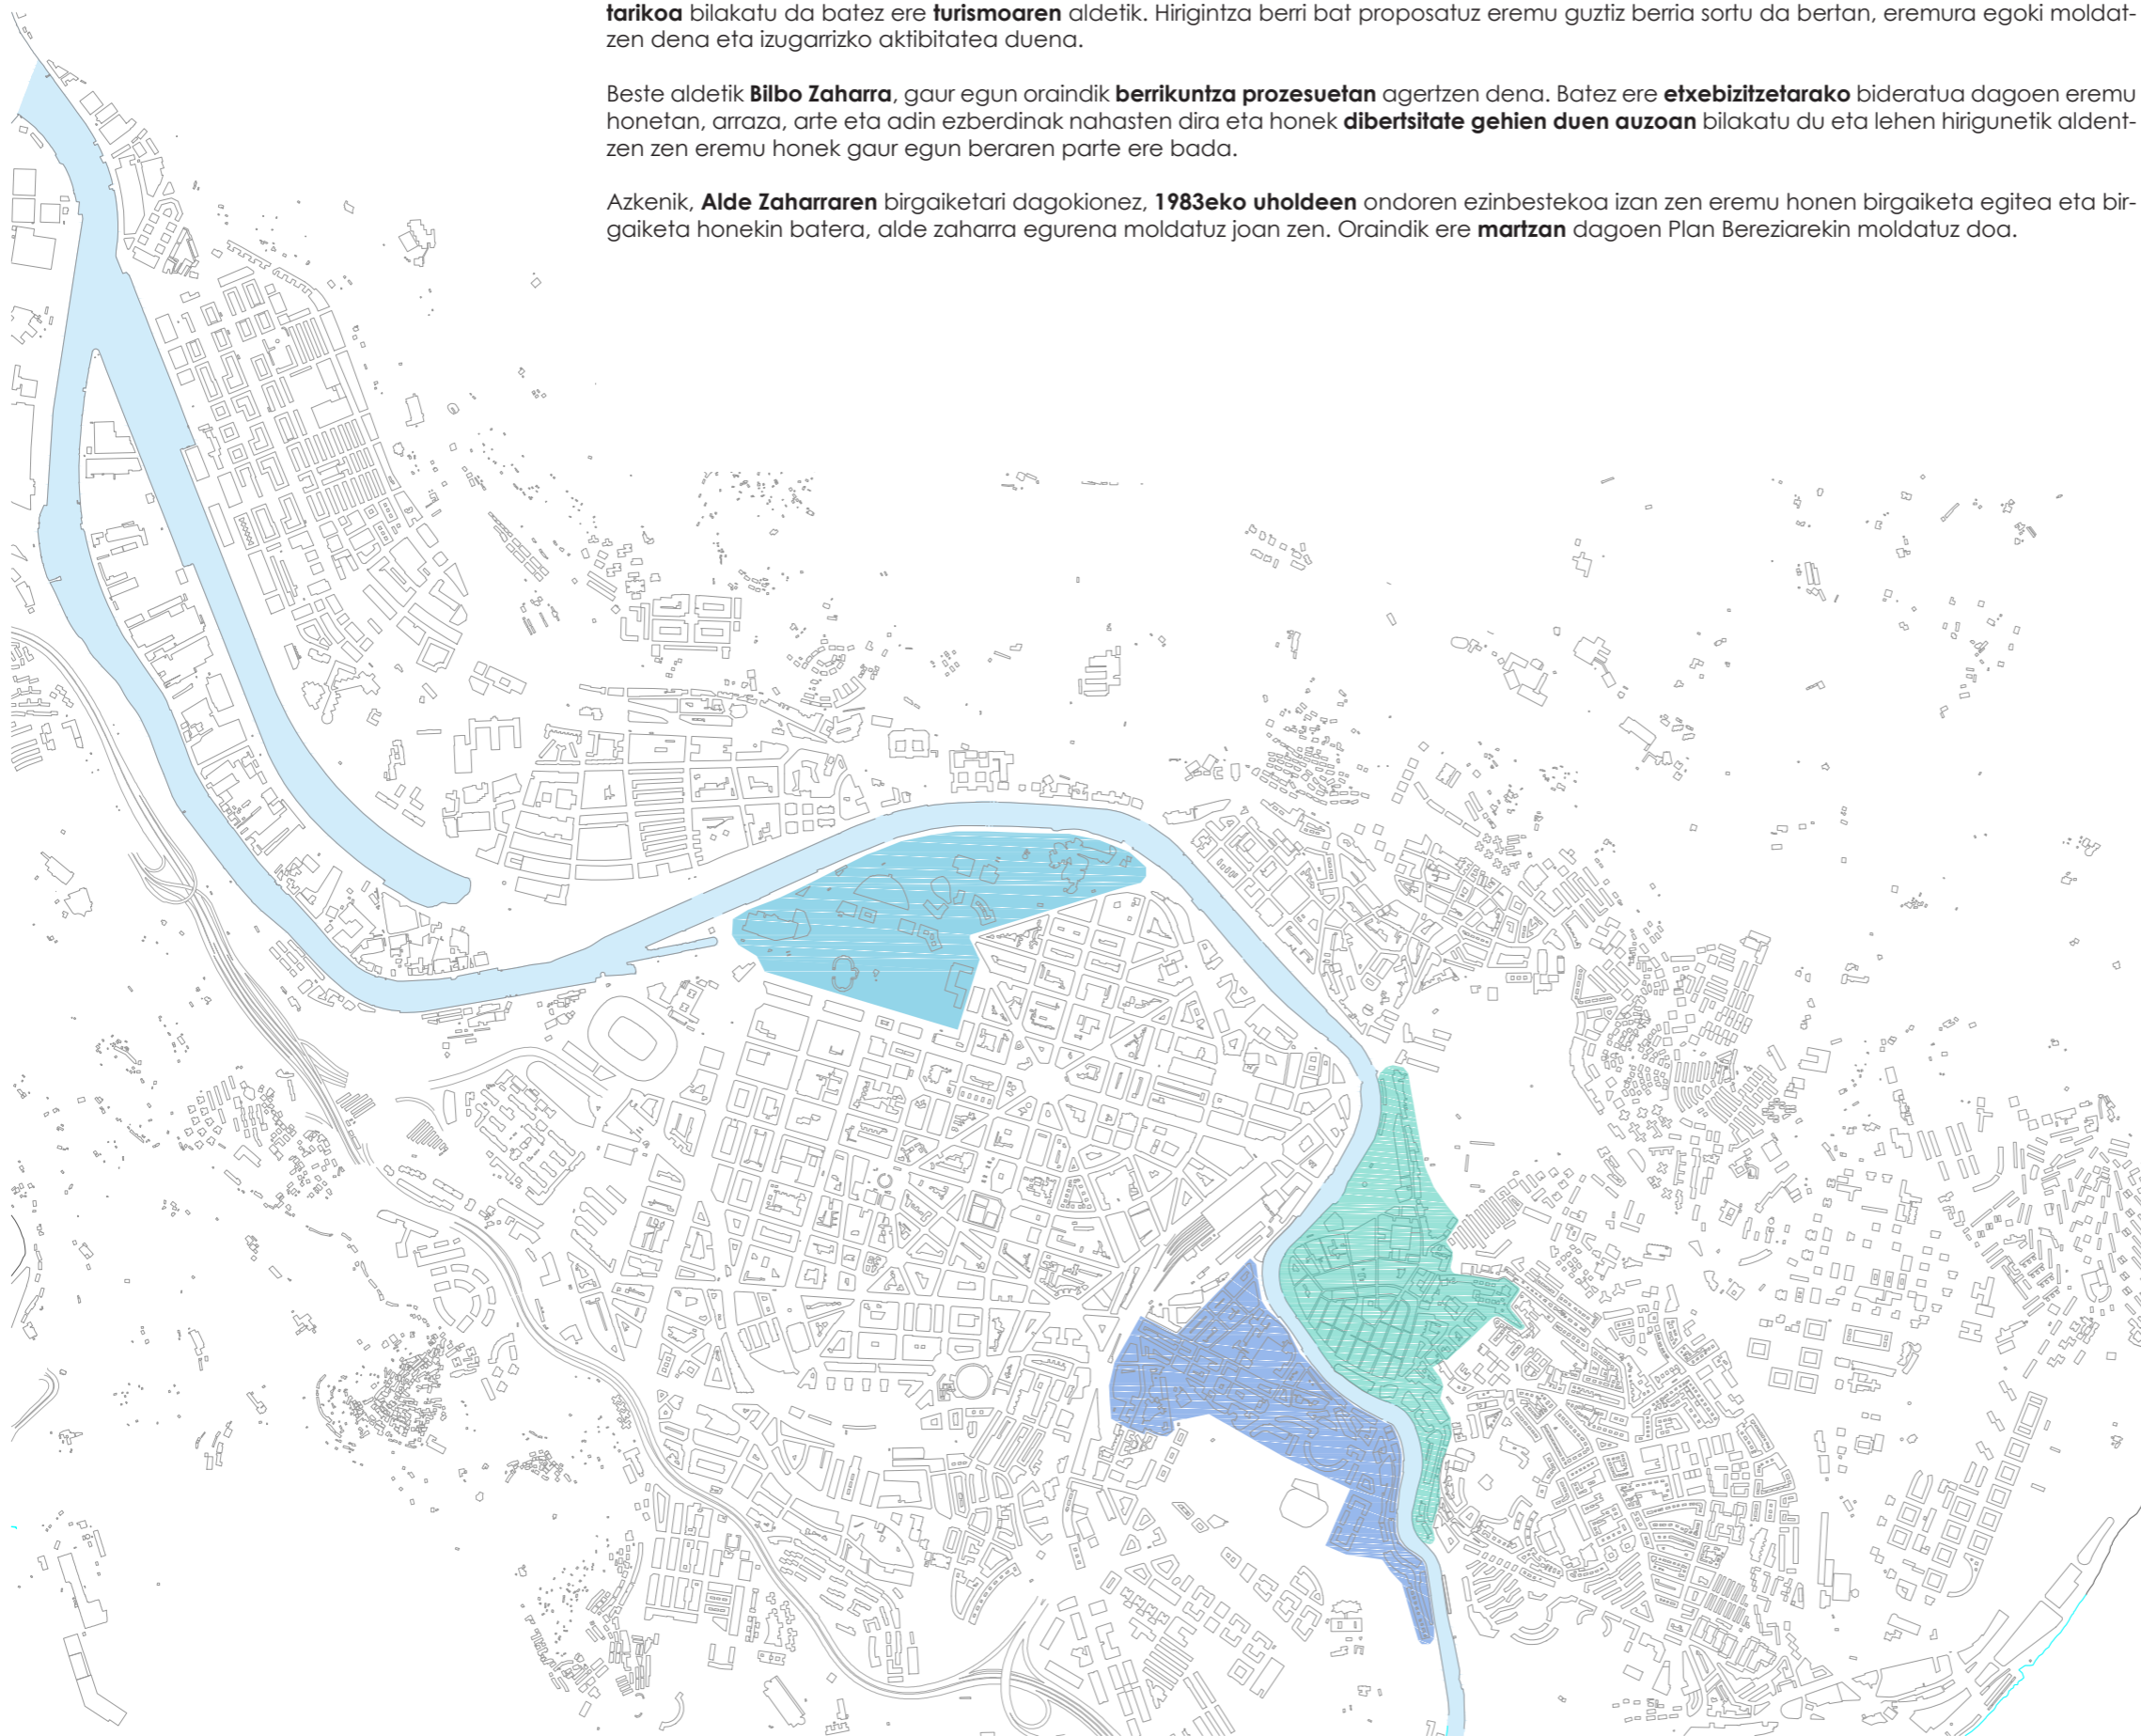 tarikoa bilakatu da batez ere turismoaren aldetik. Hirigintza berri bat proposatuz eremu guztiz berria sortu da bertan, eremura egoki moldat-
zen dena eta izugarrizko aktibitatea duena.
Beste aldetik Bilbo Zaharra, gaur egun oraindik berrikuntza prozesuetan agertzen dena. Batez ere etxebizitzetarako bideratua dagoen eremu
honetan, arraza, arte eta adin ezberdinak nahasten dira eta honek dibertsitate gehien duen auzoan bilakatu du eta lehen hirigunetik aldent-
zen zen eremu honek gaur egun beraren parte ere bada.
Azkenik, Alde Zaharraren birgaiketari dagokionez, 1983eko uholdeen ondoren ezinbestekoa izan zen eremu honen birgaiketa egitea eta bir-
gaiketa honekin batera, alde zaharra egurena moldatuz joan zen. Oraindik ere martzan dagoen Plan Bereziarekin moldatuz doa.